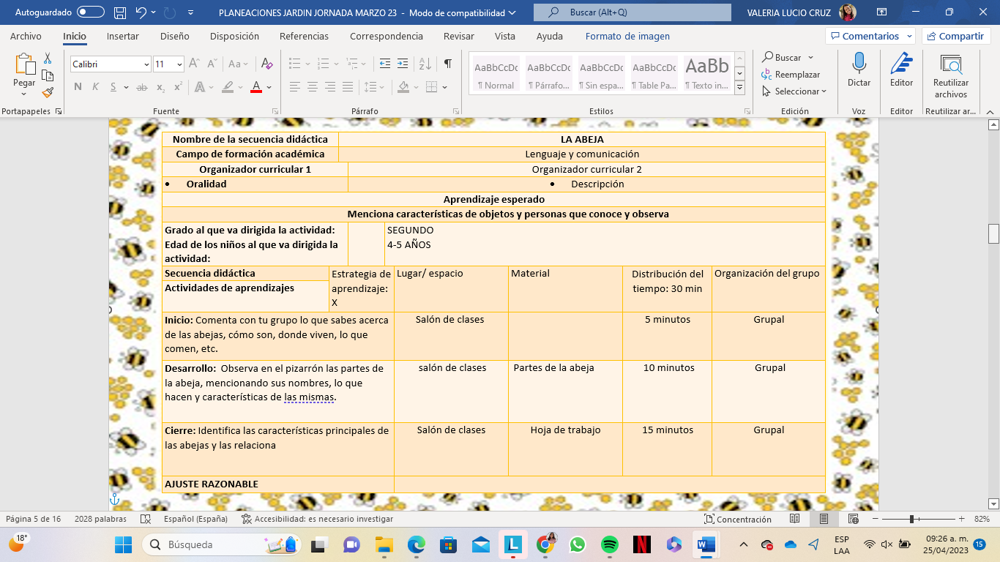 Autoguardado
PLANEACIONES JARDIN JORNADA MARZO 23 - Modo de compatibilidad
Buscar (Alt+Q)
VALERIA LUCIO CRUZ
Archivo Inicio Insertar Diseño Disposición Referencias Correspondencia Revisar Vista Ayuda Formato de imagen
Comentarios Compartir
Pegar
Calibri 11
N K S ab x₂ x² A A
Aa
AaBbCcDc AaBbCcDc AaBbCcDc AaBbCcDc AaBb
¶ Normal ¶ Párrafo... ¶ Sin espa... ¶ Table Pa... ¶ Texto in...
Buscar
Reemplazar
Seleccionar
Dictar
Editor
Reutilizar
archivos
Portapapeles Fuente Párrafo Estilos Edición Voz Editor Reutilizar ar...
Nombre de la secuencia didáctica LA ABEJA
Campo de formación académica Lenguaje y comunicación
Organizador curricular 1 Organizador curricular 2
• Oralidad • Descripción
Aprendizaje esperado
Menciona características de objetos y personas que conoce y observa
Grado al que va dirigida la actividad:
Edad de los niños al que va dirigida la
actividad:
SEGUNDO
4-5 AÑOS
Secuencia didáctica
Actividades de aprendizajes
Estrategia de
aprendizaje:
X
Lugar/ espacio
Material
Distribución del
tiempo: 30 min
Organización del grupo
Inicio: Comenta con tu grupo lo que sabes acerca
de las abejas, cómo son, donde viven, lo que
comen, etc.
Salón de clases
5 minutos
Grupal
Desarrollo: Observa en el pizarrón las partes de
la abeja, mencionando sus nombres, lo que
hacen y características de las mismas.
salón de clases
Partes de la abeja
10 minutos
Grupal
Cierre: Identifica las características principales de
las abejas y las relaciona
Salón de clases
Hoja de trabajo
15 minutos
Grupal
AJUSTE RAZONABLE
Página 5 de 16 2028 palabras Español (España) Accesibilidad: es necesario investigar
Concentración
82%
18°
Búsqueda
ESP
LAA
09:26 a. m.
25/04/2023
15